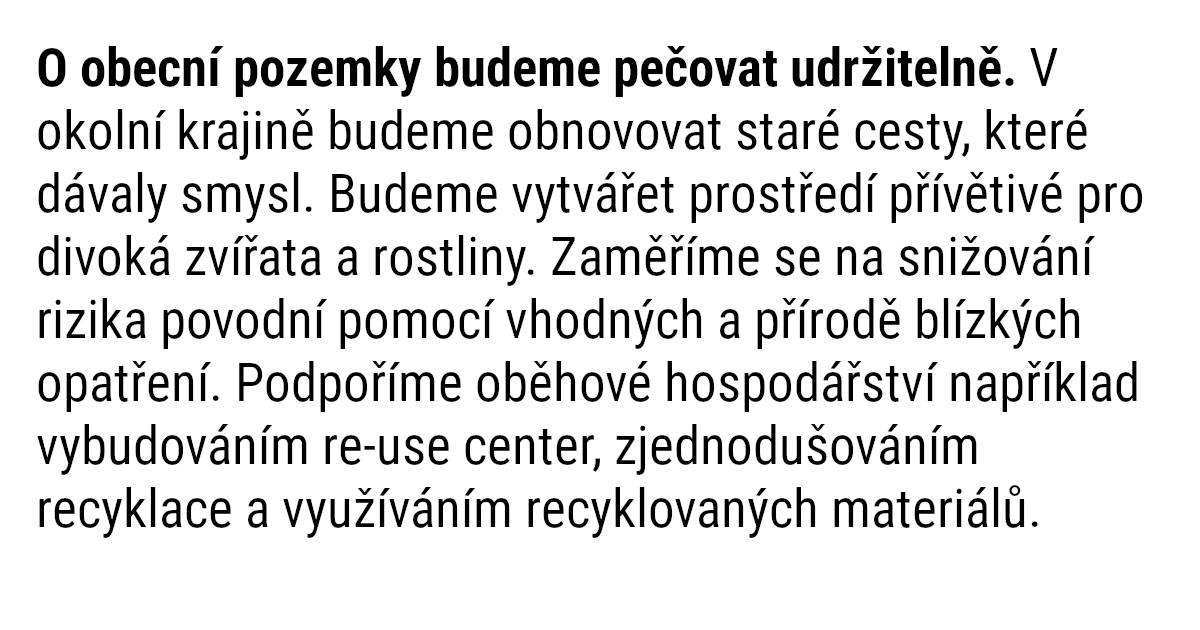 O obecní pozemky budeme pečovat udržitelně. V
okolní krajině budeme obnovovat staré cesty, které
dávaly smysl. Budeme vytvářet prostředí přívětivé pro
divoká zvířata a rostliny. Zaměříme se na snižování
rizika povodní pomocí vhodných a přírodě blízkých
opatření. Podpoříme oběhové hospodářství například
vybudováním re-use center, zjednodušováním
recyklace a využíváním recyklovaných materiálů.